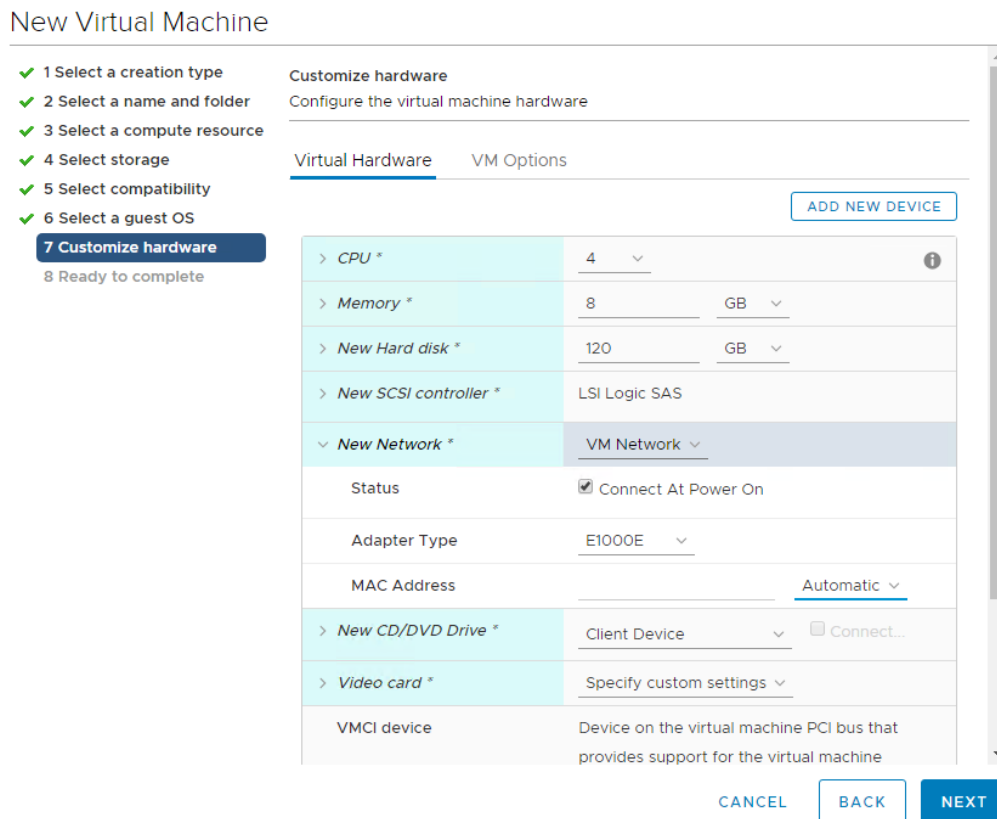 New Virtual Machine
1 Select a creation type
2 Select a name and folder
3 Select a compute resource
4 Select storage
5 Select compatibility
6 Select a guest OS
7 Customize hardware
8 Ready to complete
Customize hardware
Configure the virtual machine hardware
Virtual Hardware VM Options
ADD NEW DEVICE
CPU * 4
Memory * 8 GB
New Hard disk * 120 GB
New SCSI controller * LSI Logic SAS
New Network * VM Network
Status Connect At Power On
Adapter Type E1000E
MAC Address Automatic
New CD/DVD Drive * Client Device Connect...
Video card * Specify custom settings
VMCI device Device on the virtual machine PCI bus that
provides support for the virtual machine
CANCEL BACK NEXT